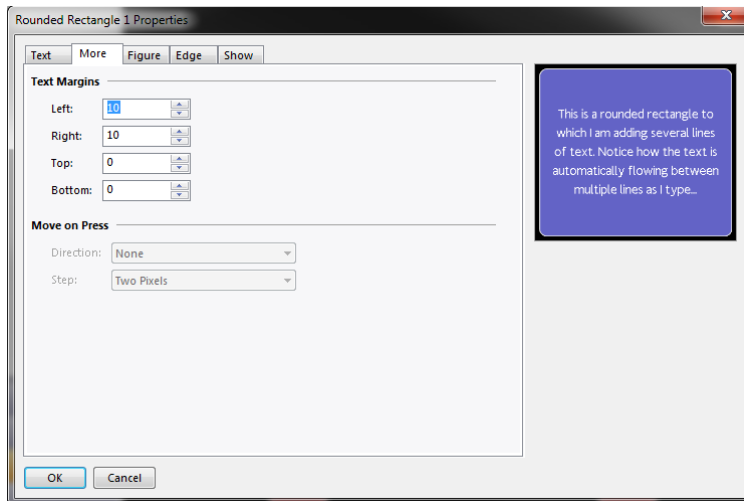 Rounded Rectangle 1 Properties
Text More Figure Edge Show
Text Margins
Left: 10
Right: 10
Top: 0
Bottom: 0
Move on Press
Direction: None
Step: Two Pixels
This is a rounded rectangle to
which I am adding several lines
of text. Notice how the text is
automatically flowing between
multiple lines as I type...
OK Cancel